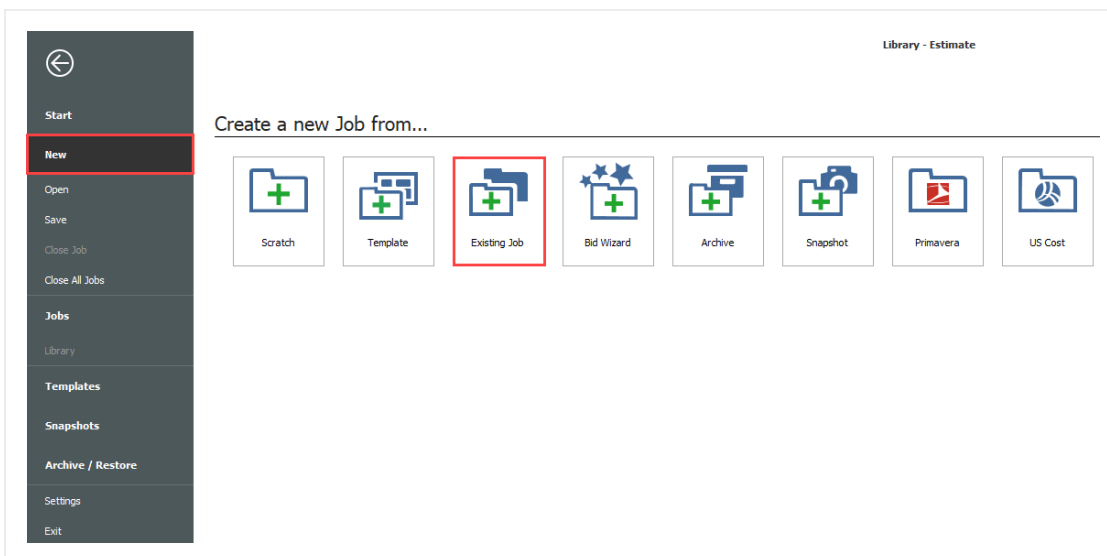 Library - Estimate
Start
New
Open
Save
Close Job
Close All Jobs
Jobs
Library
Templates
Snapshots
Archive / Restore
Settings
Exit
Create a new Job from...
Scratch
Template
Existing Job
Bid Wizard
Archive
Snapshot
Primavera
US Cost